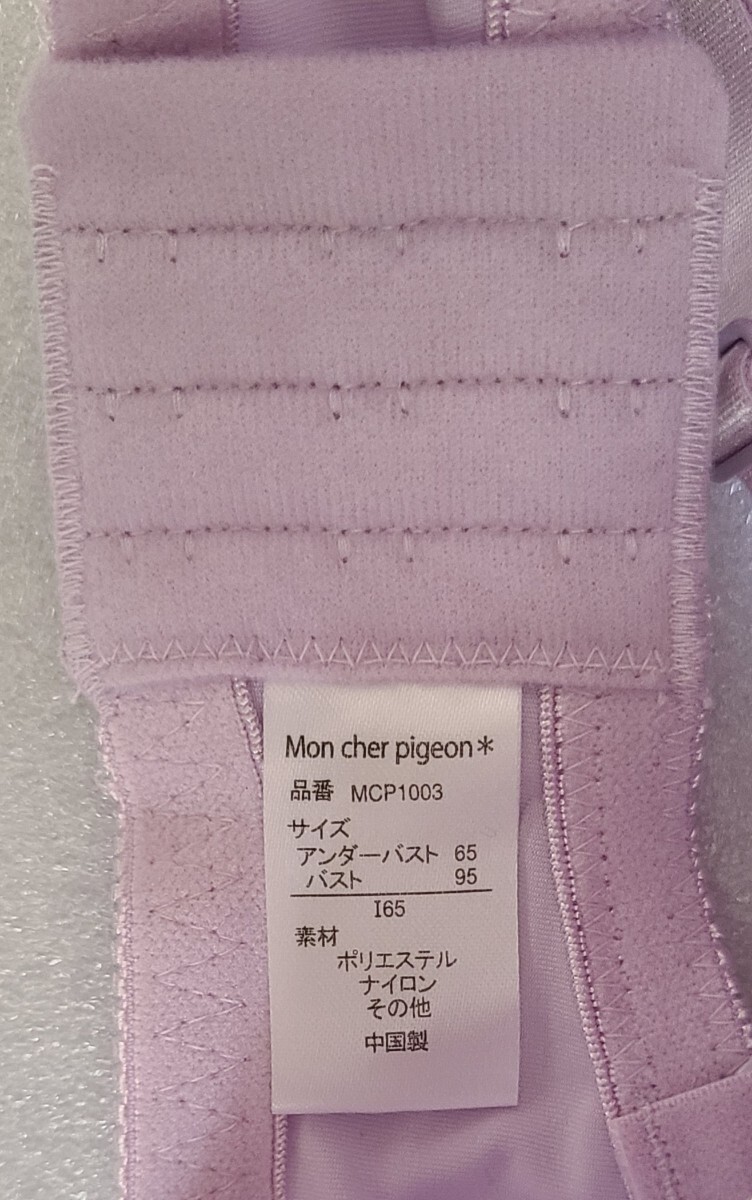 Mon cher pigeon*
品番 MCP1003
サイズ
アンダーバスト 65
バスト 95
I65
素材
ポリエステル
ナイロン
その他
中国製